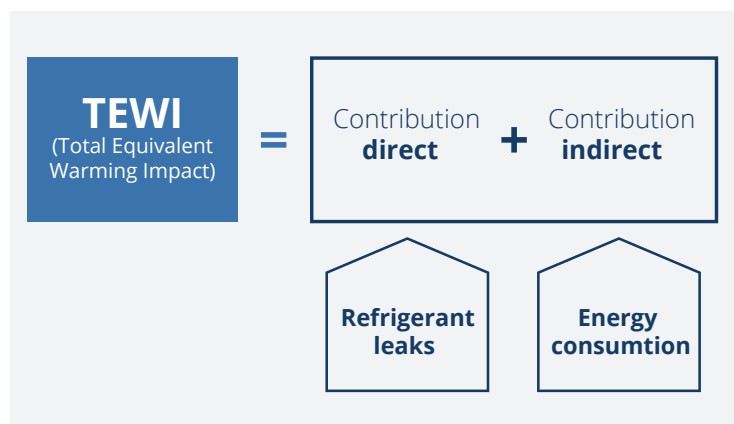 TEWI
(Total Equivalent
Warming Impact)
=
Contribution
direct
+
Contribution
indirect
Refrigerant
leaks
Energy
consumtion